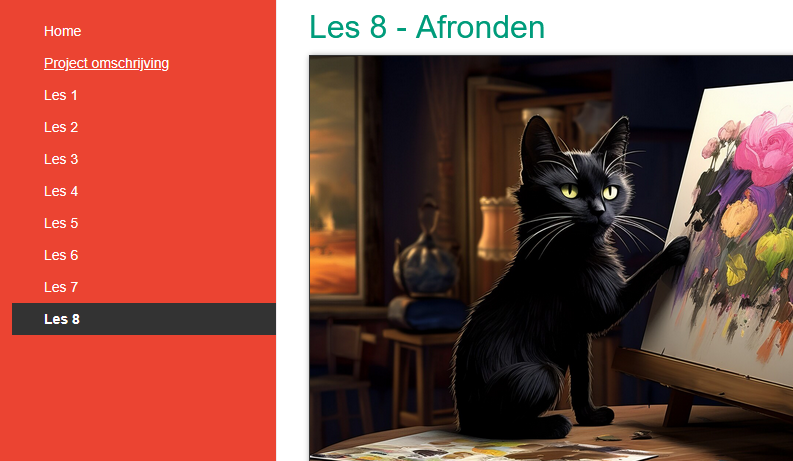 Home
Project omschrijving
Les 1
Les 2
Les 3
Les 4
Les 5
Les 6
Les 7
Les 8
Les 8 - Afronden